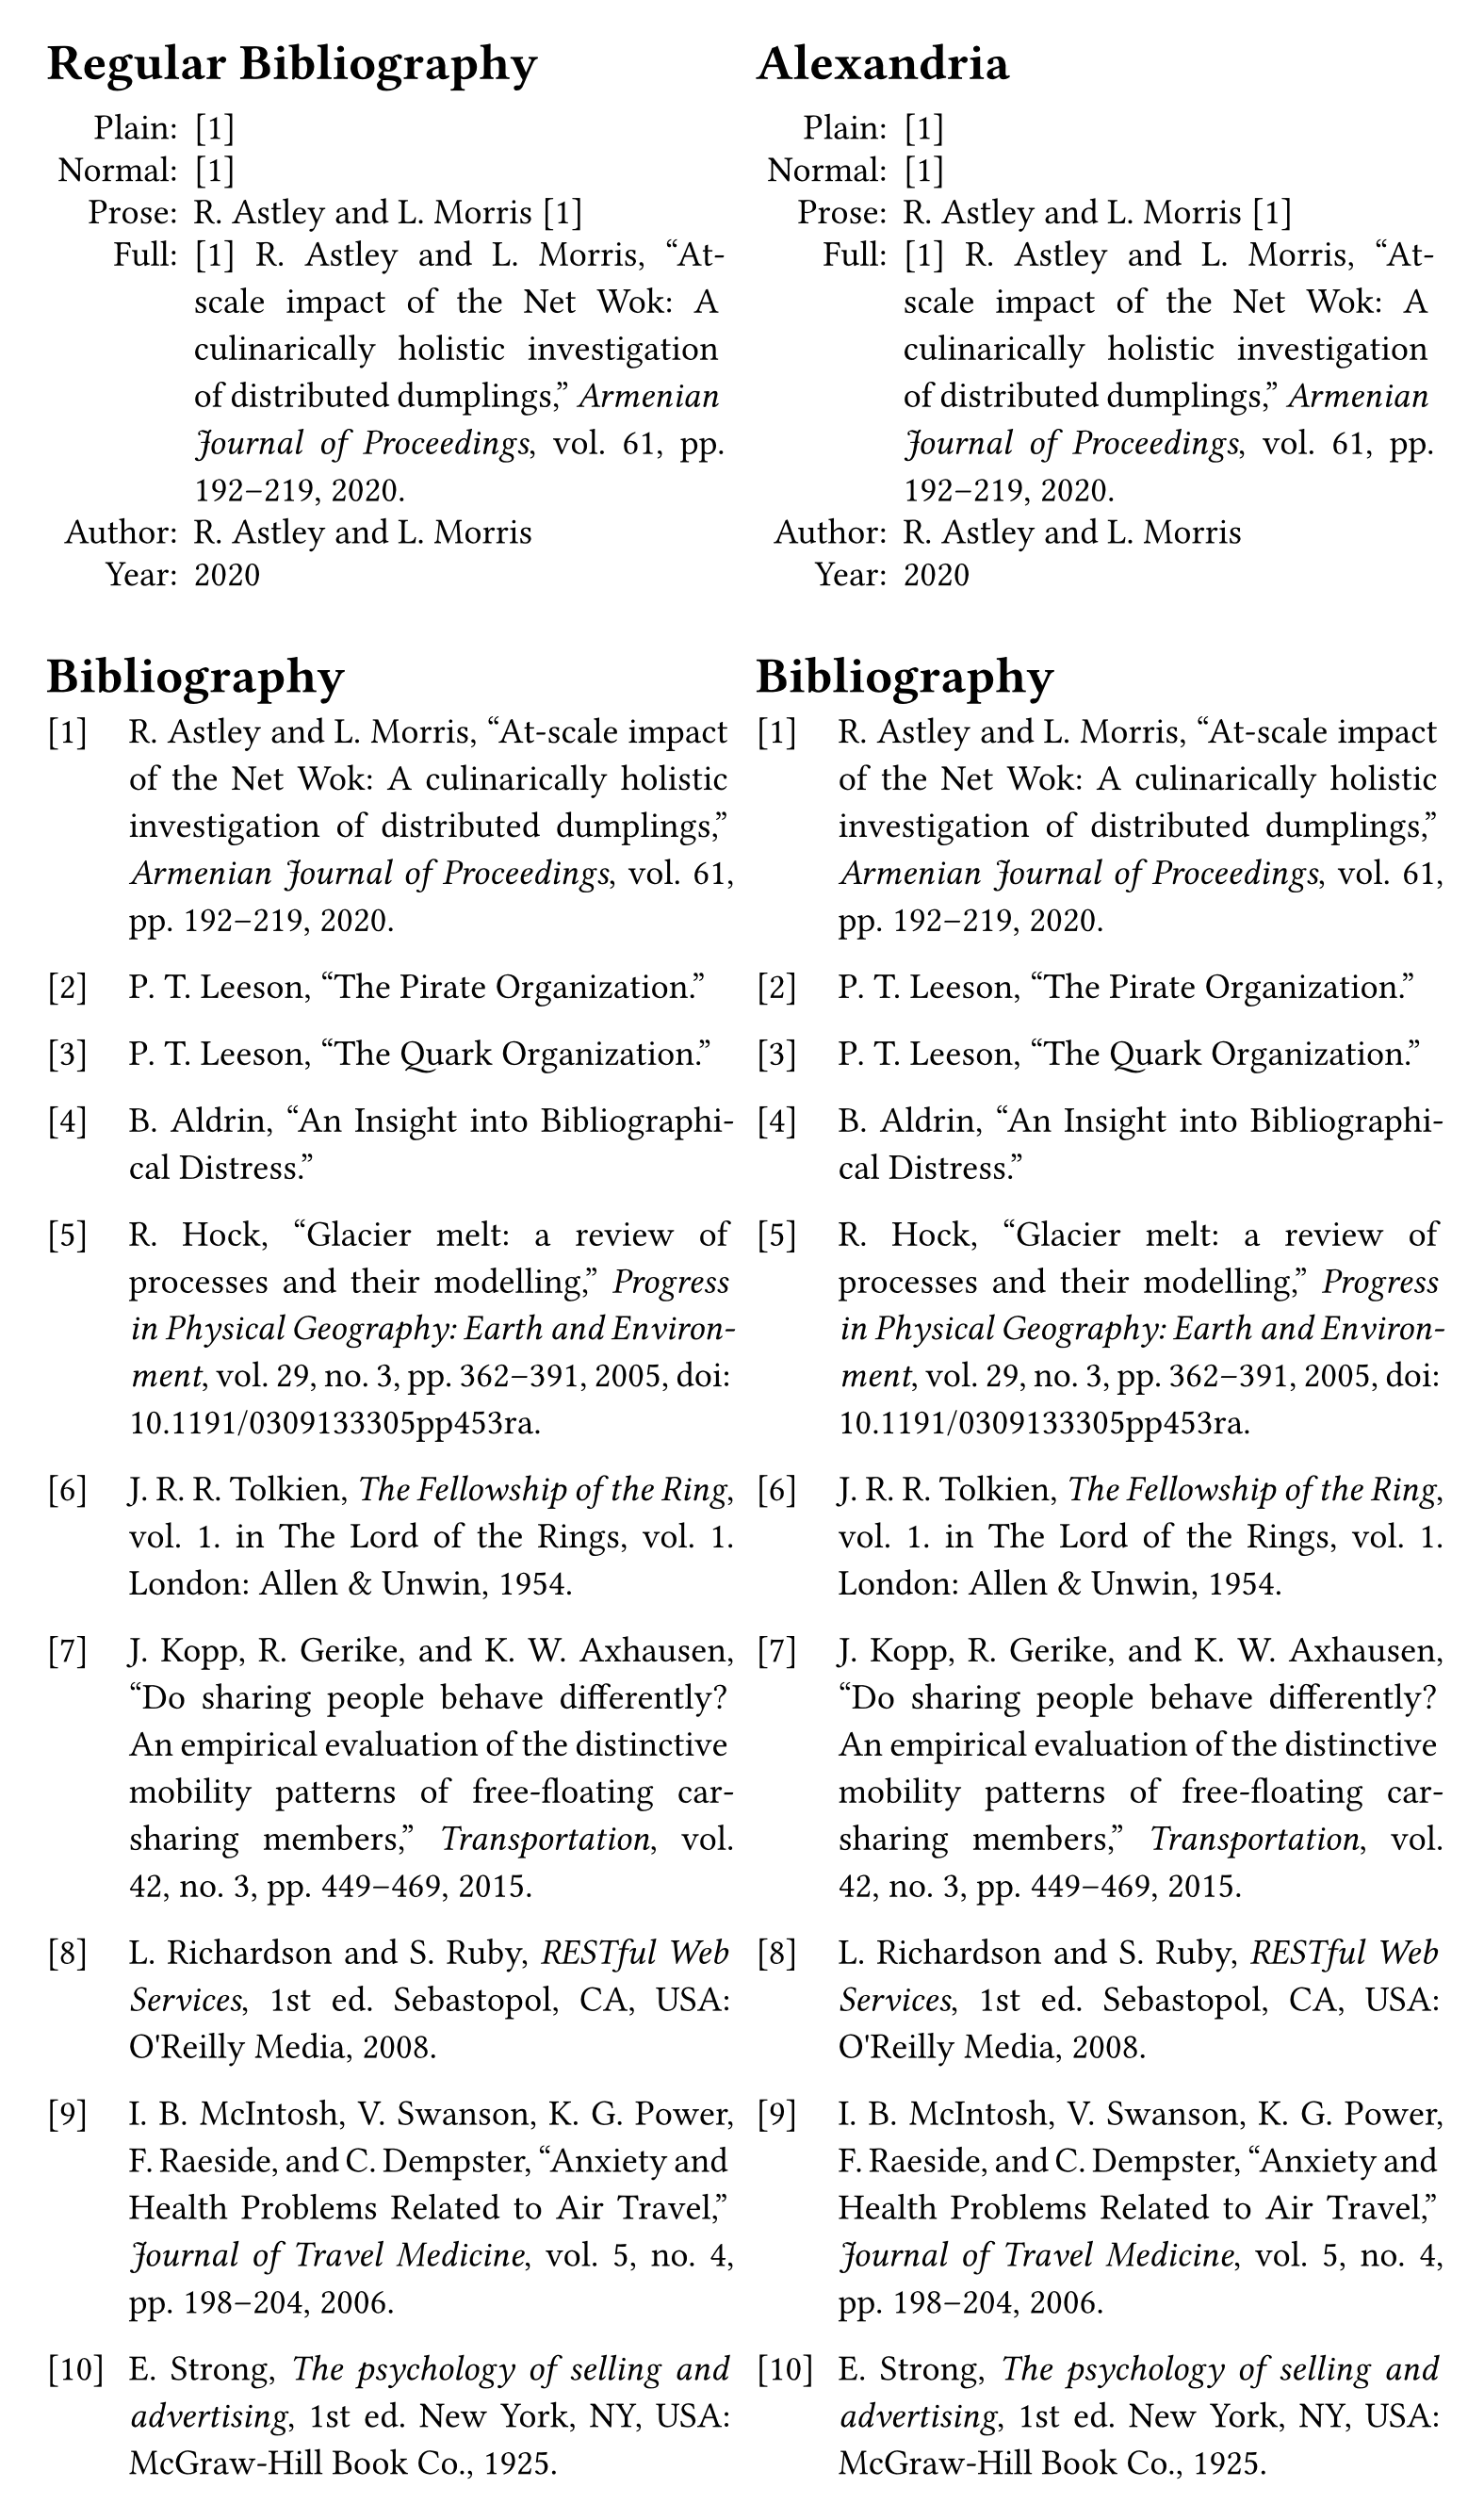 Regular Bibliography
Plain: [1]
Normal: [1]
Prose: R. Astley and L. Morris [1]
Full: [1] R. Astley and L. Morris, “At-
scale impact of the Net Wok: A
culinarically holistic investigation
of distributed dumplings,” Armenian
Journal of Proceedings, vol. 61, pp.
192–219, 2020.
Author: R. Astley and L. Morris
Year: 2020
Bibliography
[1] R. Astley and L. Morris, “At-scale impact
of the Net Wok: A culinarically holistic
investigation of distributed dumplings,”
Armenian Journal of Proceedings, vol. 61,
pp. 192–219, 2020.
[2] P. T. Leeson, “The Pirate Organization.”
[3] P. T. Leeson, “The Quark Organization.”
[4] B. Aldrin, “An Insight into Bibliographi-
cal Distress.”
[5] R. Hock, “Glacier melt: a review of
processes and their modelling,” Progress
in Physical Geography: Earth and Environ-
ment, vol. 29, no. 3, pp. 362–391, 2005, doi:
10.1191/0309133305pp453ra.
[6] J. R. R. Tolkien, The Fellowship of the Ring,
vol. 1. in The Lord of the Rings, vol. 1.
London: Allen & Unwin, 1954.
[7] J. Kopp, R. Gerike, and K. W. Axhausen,
“Do sharing people behave differently?
An empirical evaluation of the distinctive
mobility patterns of free-floating car-
sharing members,” Transportation, vol.
42, no. 3, pp. 449–469, 2015.
[8] L. Richardson and S. Ruby, RESTful Web
Services, 1st ed. Sebastopol, CA, USA:
O'Reilly Media, 2008.
[9] I. B. McIntosh, V. Swanson, K. G. Power,
F. Raeside, and C. Dempster, “Anxiety and
Health Problems Related to Air Travel,”
Journal of Travel Medicine, vol. 5, no. 4,
pp. 198–204, 2006.
[10] E. Strong, The psychology of selling and
advertising, 1st ed. New York, NY, USA:
McGraw-Hill Book Co., 1925.
Alexandria
Plain: [1]
Normal: [1]
Prose: R. Astley and L. Morris [1]
Full: [1] R. Astley and L. Morris, “At-
scale impact of the Net Wok: A
culinarically holistic investigation
of distributed dumplings,” Armenian
Journal of Proceedings, vol. 61, pp.
192–219, 2020.
Author: R. Astley and L. Morris
Year: 2020
Bibliography
[1] R. Astley and L. Morris, “At-scale impact
of the Net Wok: A culinarically holistic
investigation of distributed dumplings,”
Armenian Journal of Proceedings, vol. 61,
pp. 192–219, 2020.
[2] P. T. Leeson, “The Pirate Organization.”
[3] P. T. Leeson, “The Quark Organization.”
[4] B. Aldrin, “An Insight into Bibliographi-
cal Distress.”
[5] R. Hock, “Glacier melt: a review of
processes and their modelling,” Progress
in Physical Geography: Earth and Environ-
ment, vol. 29, no. 3, pp. 362–391, 2005, doi:
10.1191/0309133305pp453ra.
[6] J. R. R. Tolkien, The Fellowship of the Ring,
vol. 1. in The Lord of the Rings, vol. 1.
London: Allen & Unwin, 1954.
[7] J. Kopp, R. Gerike, and K. W. Axhausen,
“Do sharing people behave differently?
An empirical evaluation of the distinctive
mobility patterns of free-floating car-
sharing members,” Transportation, vol.
42, no. 3, pp. 449–469, 2015.
[8] L. Richardson and S. Ruby, RESTful Web
Services, 1st ed. Sebastopol, CA, USA:
O'Reilly Media, 2008.
[9] I. B. McIntosh, V. Swanson, K. G. Power,
F. Raeside, and C. Dempster, “Anxiety and
Health Problems Related to Air Travel,”
Journal of Travel Medicine, vol. 5, no. 4,
pp. 198–204, 2006.
[10] E. Strong, The psychology of selling and
advertising, 1st ed. New York, NY, USA:
McGraw-Hill Book Co., 1925.